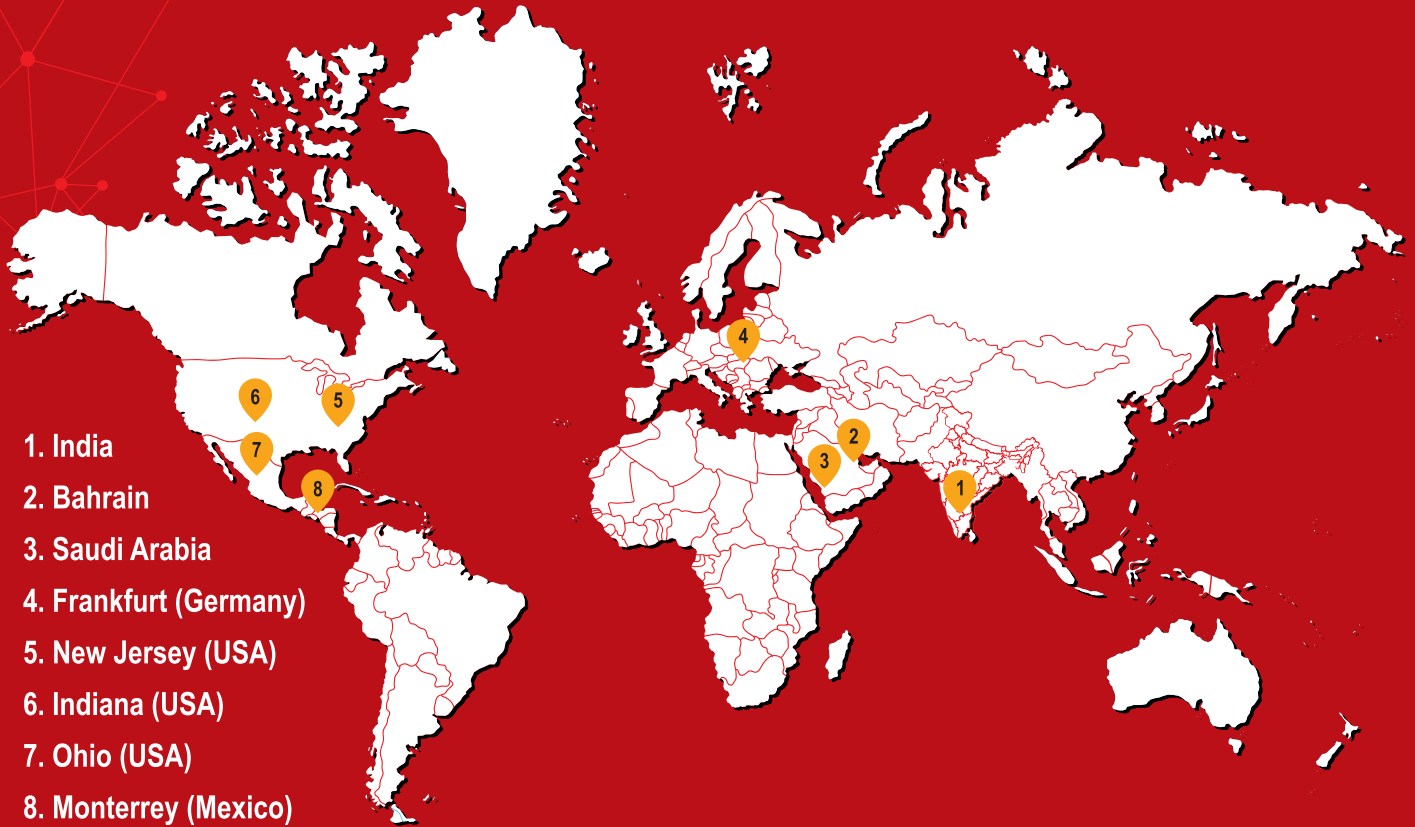 6
5
4
7
2
3
8
1
1. India
2. Bahrain
3. Saudi Arabia
4. Frankfurt (Germany)
5. New Jersey (USA)
6. Indiana (USA)
7. Ohio (USA)
8. Monterrey (Mexico)